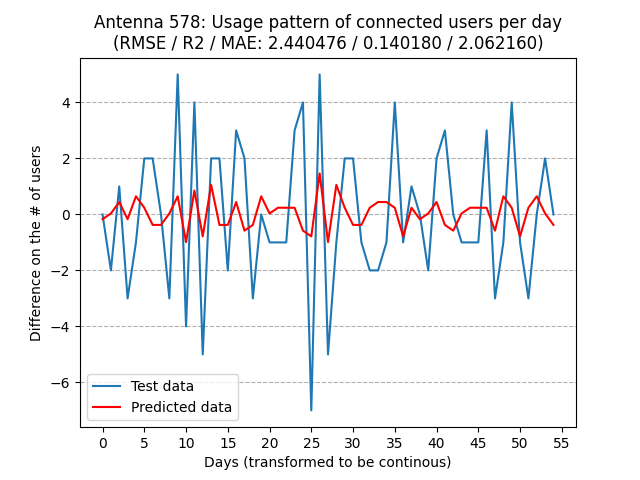 Antenna 578: Usage pattern of connected users per day
(RMSE / R2 / MAE: 2.440476 / 0.140180 / 2.062160)
Difference on the # of users
4
2
0
−2
−4
−6
Test data
Predicted data
0 5 10 15 20 25 30 35 40 45 50 55
Days (transformed to be continous)